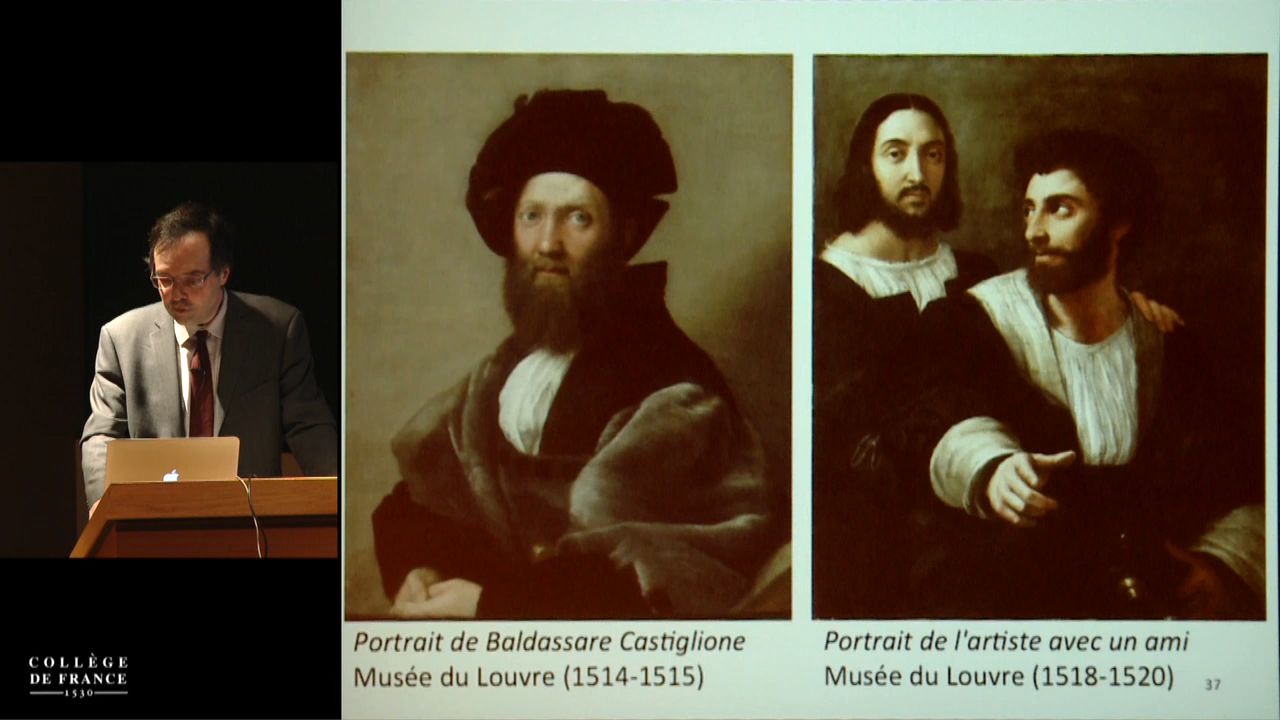 Portrait de Baldassare Castiglione
Musée du Louvre (1514-1515)
Portrait de l'artiste avec un ami
Musée du Louvre (1518-1520)
37
COLLÈGE
DE FRANCE
1530